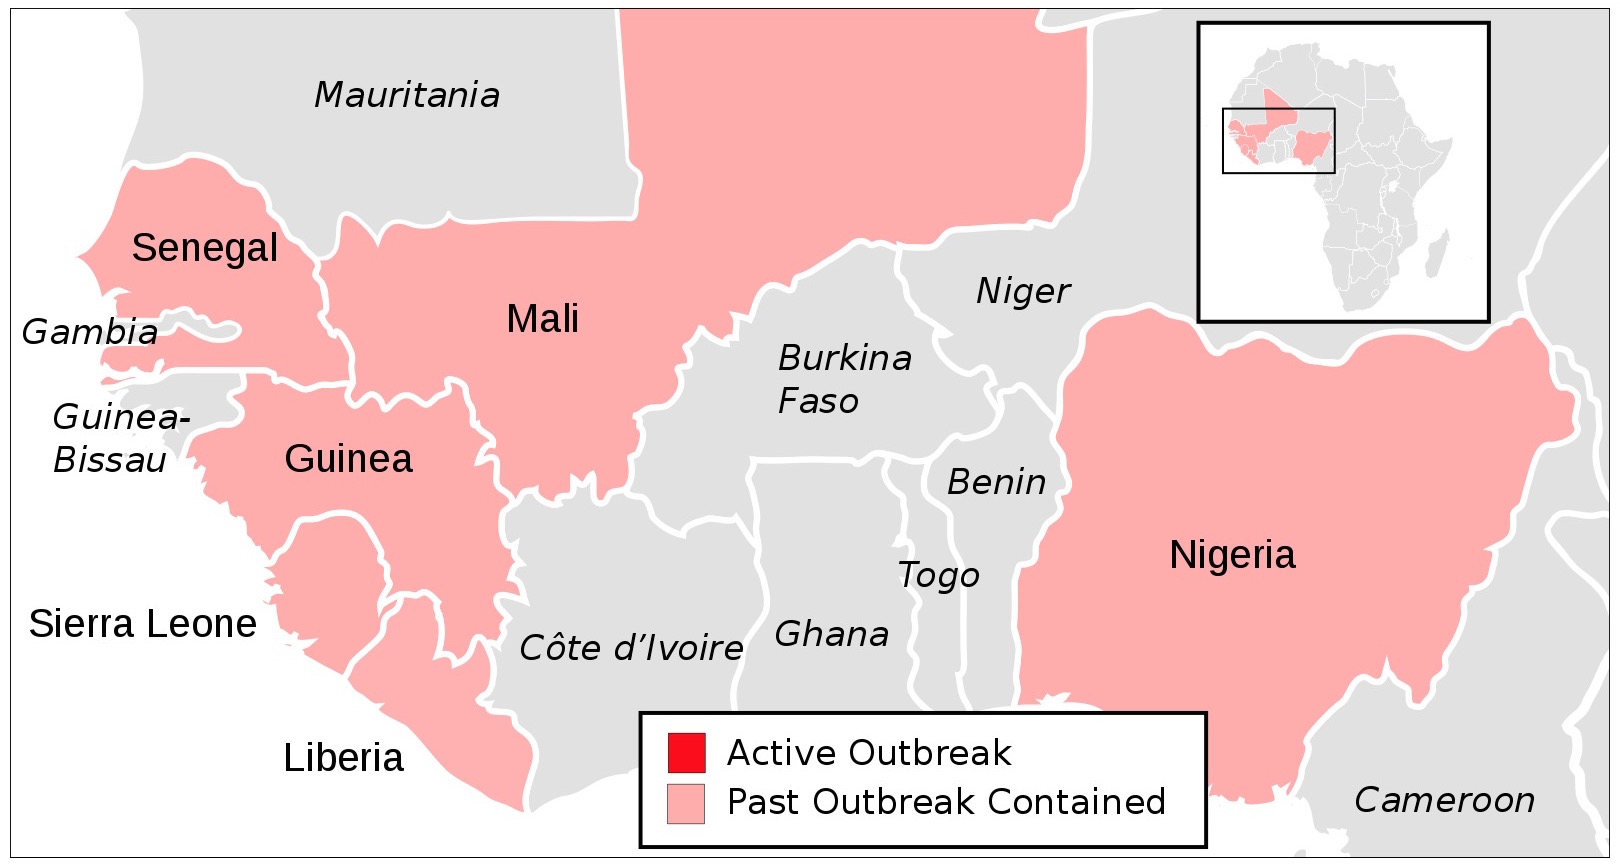 Mauritania
Senegal
Mali
Niger
Gambia
Burkina
Faso
Guinea-
Bissau
Guinea
Benin
Nigeria
Togo
Sierra Leone
Côte d’Ivoire
Ghana
Liberia
Active Outbreak
Past Outbreak Contained
Cameroon